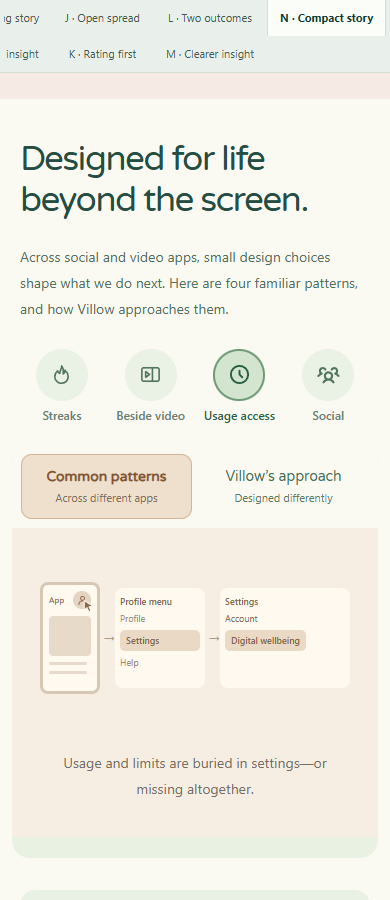 ng story
J · Open spread
L · Two outcomes
N · Compact story
insight
K · Rating first
M · Clearer insight
Designed for life
beyond the screen.
Across social and video apps, small design choices
shape what we do next. Here are four familiar patterns,
and how Villow approaches them.
Streaks
Beside video
Usage access
Social
Common patterns
Across different apps
Villow’s approach
Designed differently
App
→
Profile menu
Profile
Settings
Help
→
Settings
Account
Digital wellbeing
Usage and limits are buried in settings—or
missing altogether.